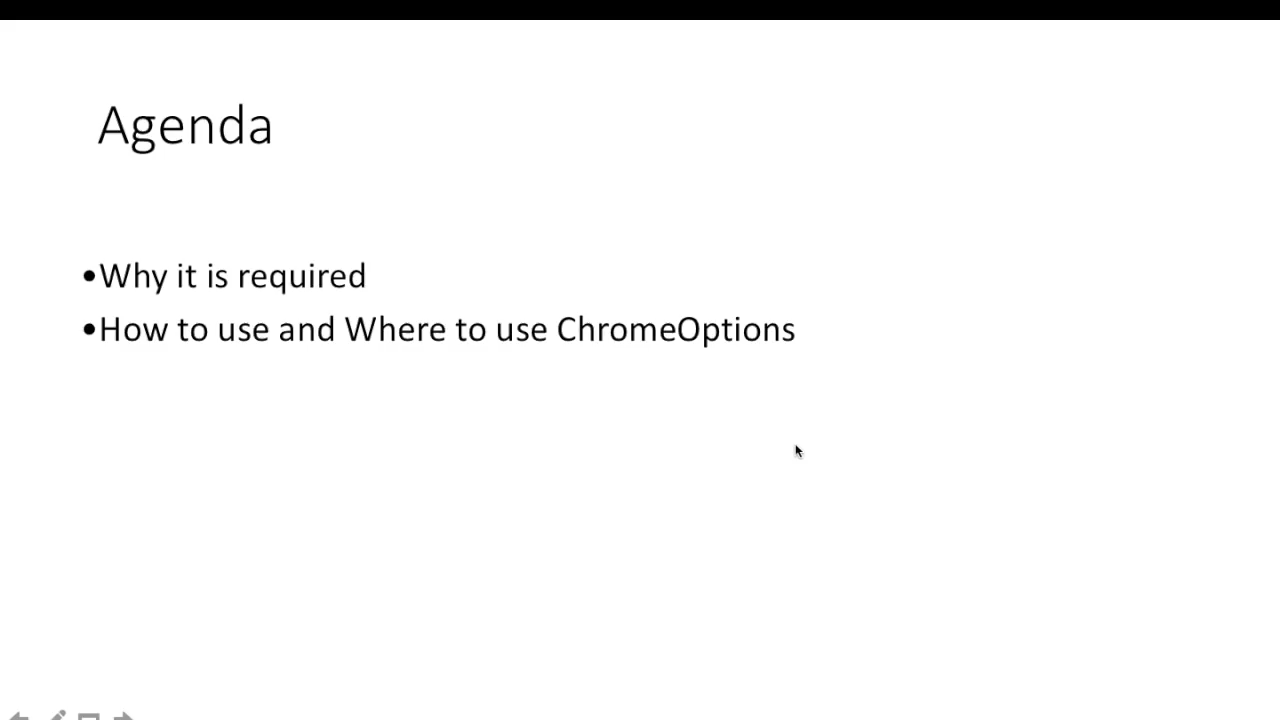 Agenda
•Why it is required
•How to use and Where to use ChromeOptions